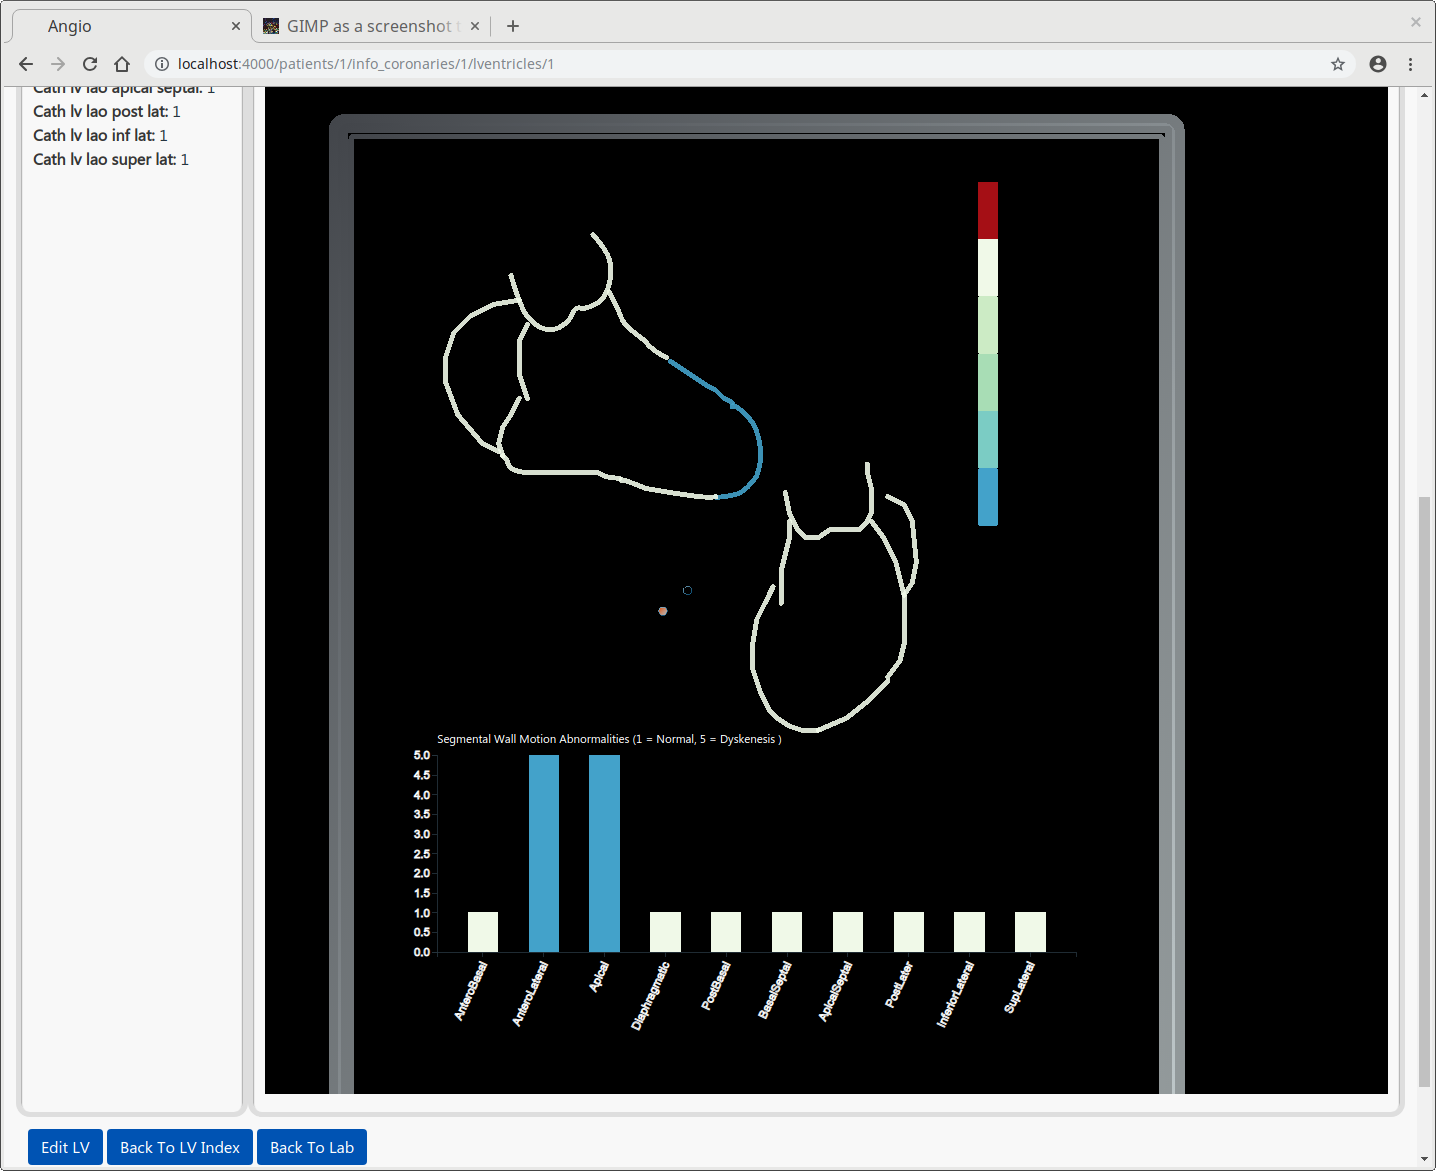 Angio
GIMP as a screenshot t
localhost:4000/patients/1/info_coronaries/1/lventricles/1
Cath lv lao apical septal: 1
Cath lv lao post lat: 1
Cath lv lao inf lat: 1
Cath lv lao super lat: 1
Segmental Wall Motion Abnormalities (1 = Normal, 5 = Dyskenesis )
5.0
4.5
4.0
3.5
3.0
2.5
2.0
1.5
1.0
0.5
0.0
AnteroBasal
AnteroLateral
Apical
Diaphragmatic
PostBasal
BasalSeptal
ApicalSeptal
PostLater
InferiorLateral
SupLateral
Edit LV
Back To LV Index
Back To Lab